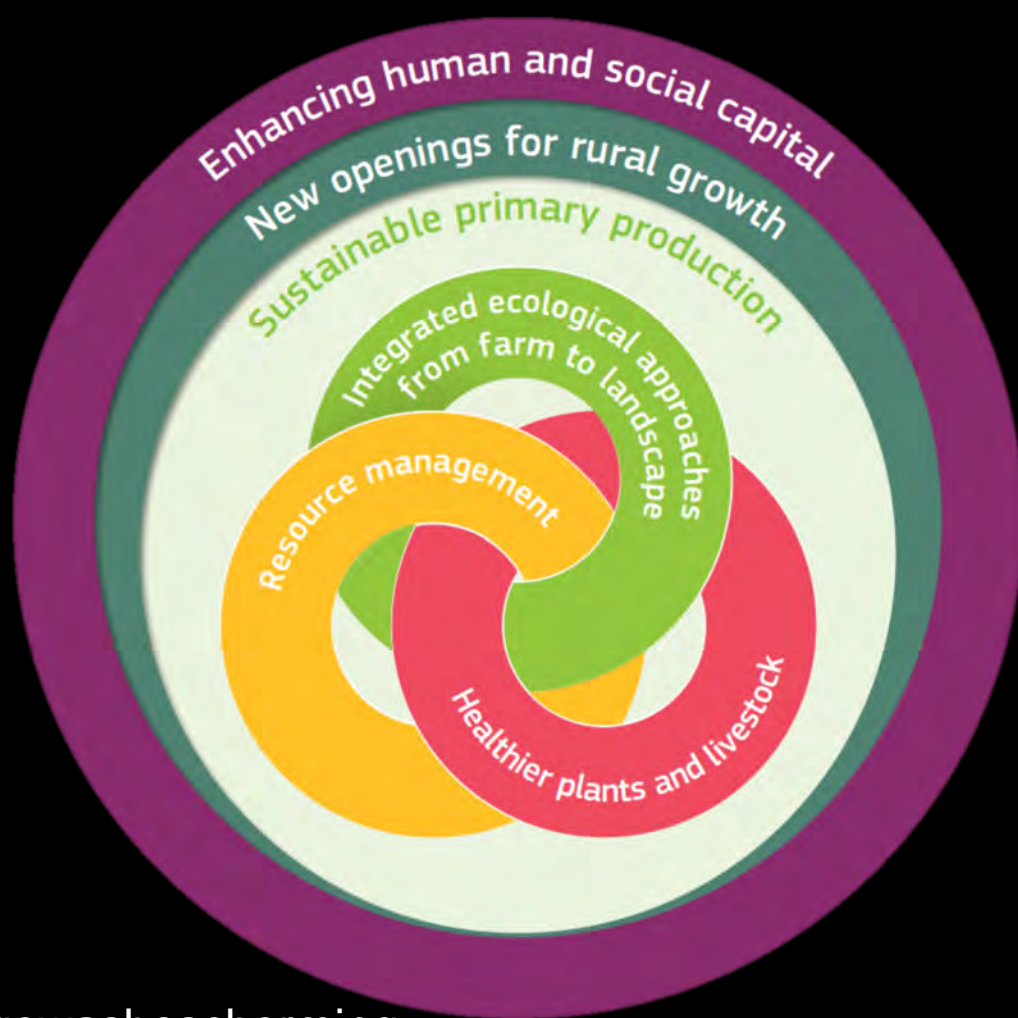 Enhancing human and social capital
New openings for rural growth
Sustainable primary production
Integrated ecological approaches
from farm to landscape
Resource management
Healthier plants and livestock